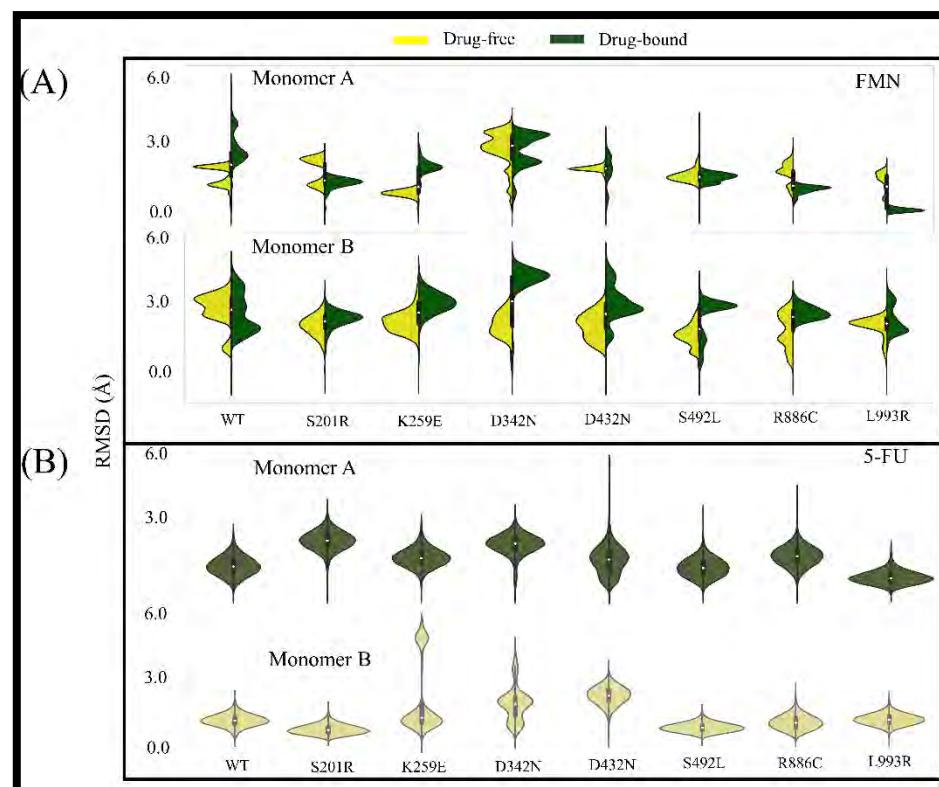 Drug-free Drug-bound
(A)
Monomer A FMN
6.0
3.0
0.0
Monomer B
6.0
3.0
0.0
WT S201R K259E D342N D432N S492L R886C L993R
RMSD (Å)
(B)
Monomer A 5-FU
6.0
3.0
6.0
Monomer B
3.0
0.0
WT S201R K259E D342N D432N S492L R886C L993R